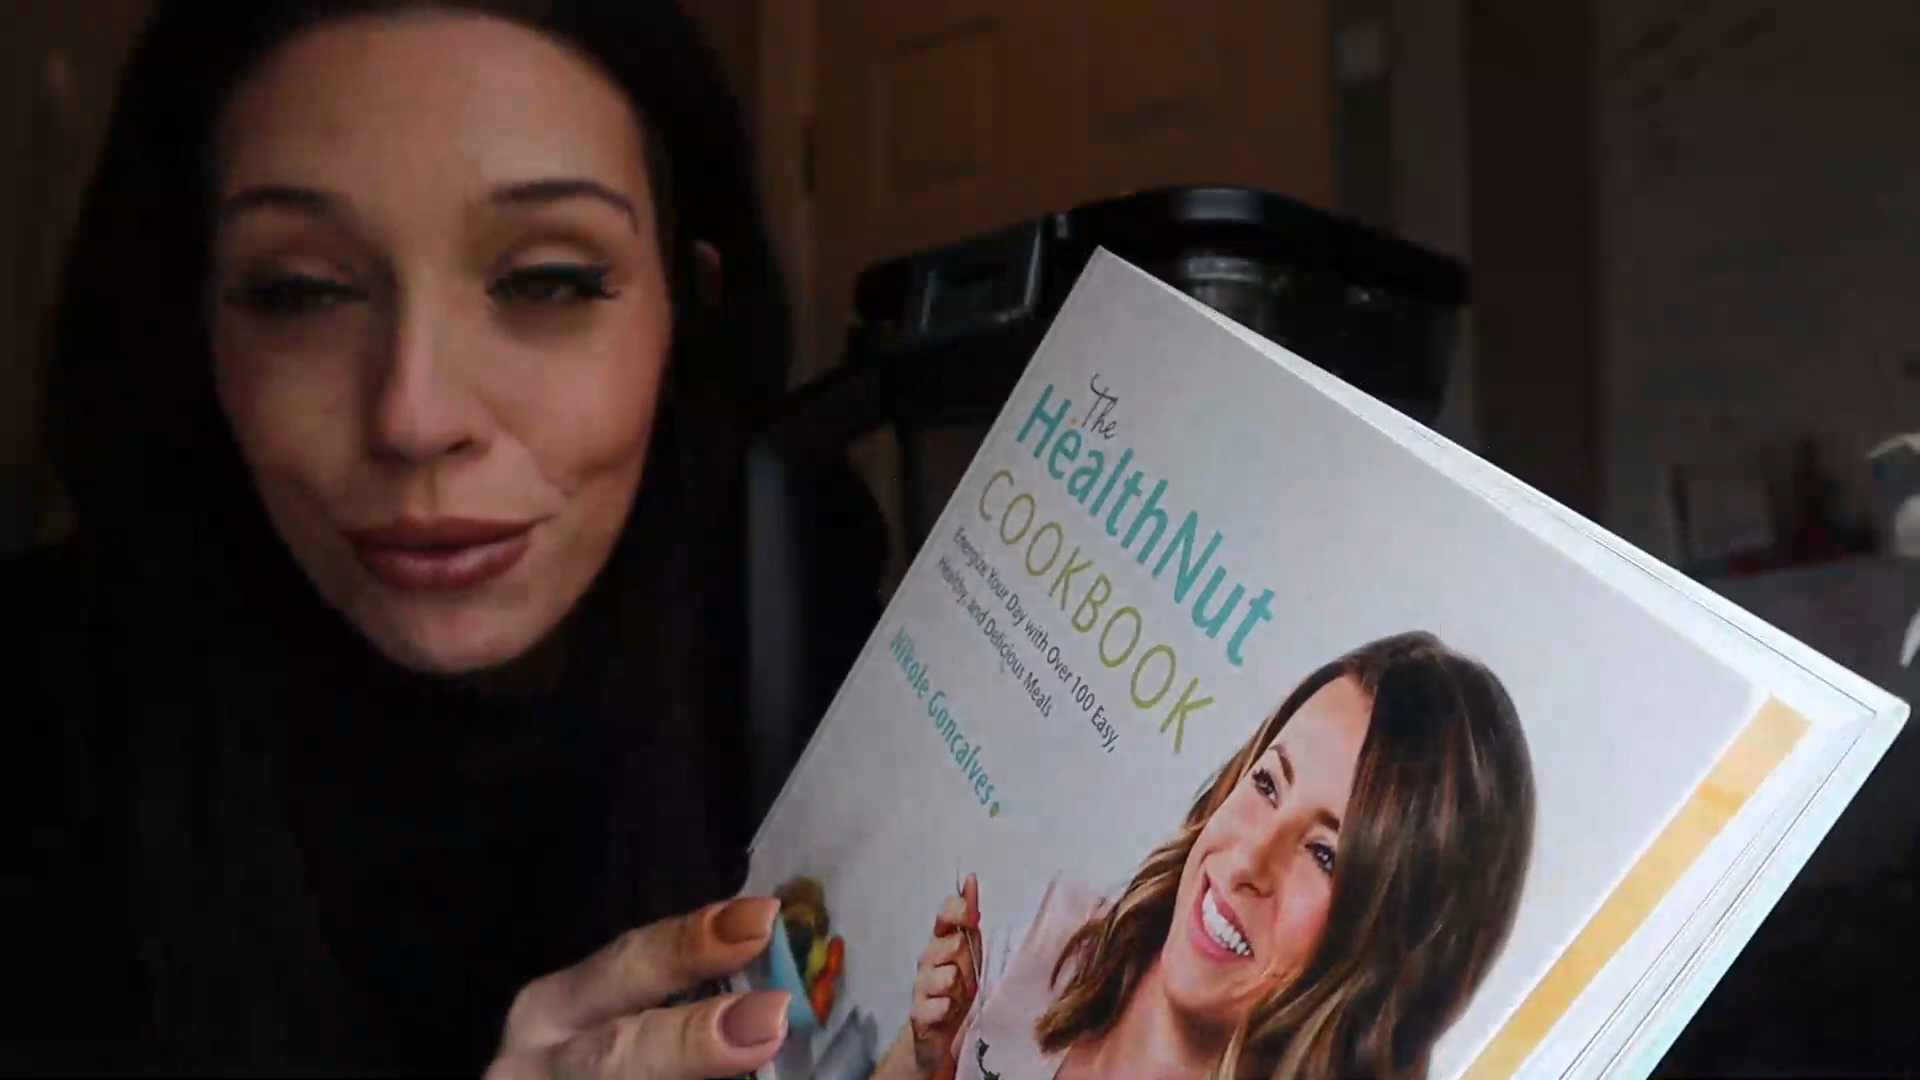 The
HealthNut
COOKBOOK
Energize Your Day with Over 100 Easy,
Healthy, and Delicious Meals
Nikole Goncalves